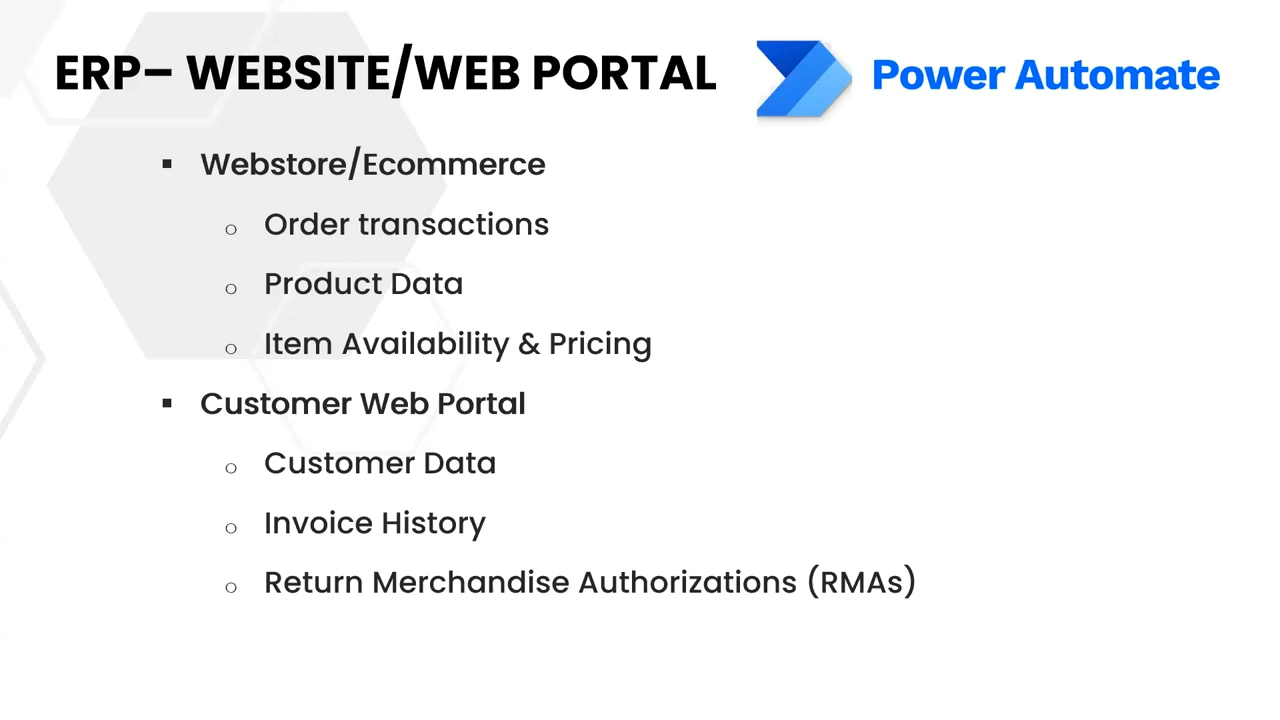 ERP– WEBSITE/WEB PORTAL Power Automate
▪ Webstore/Ecommerce
o Order transactions
o Product Data
o Item Availability & Pricing
▪ Customer Web Portal
o Customer Data
o Invoice History
o Return Merchandise Authorizations (RMAs)